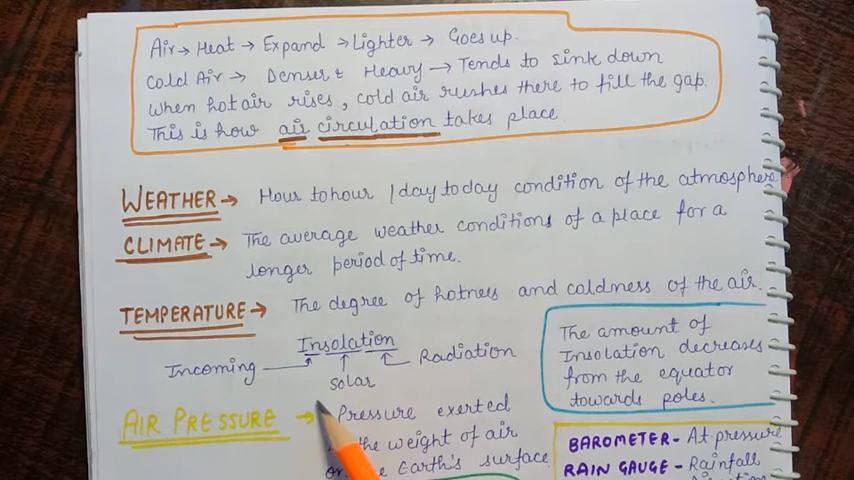 Air → Heat → Expand → Lighter → Goes up.
Cold Air → Denser & Heavy → Tends to sink down
When hot air rises, cold air rushes there to fill the gap.
This is how air circulation takes place.
WEATHER → Hour to hour / day to day condition of the atmosphere
CLIMATE → The average weather conditions of a place for a
longer period of time.
TEMPERATURE → The degree of hotness and coldness of the air.
Insolation
Incoming
Solar
Radiation
The amount of
Insolation decreases
from the equator
towards poles.
AIR PRESSURE → Pressure exerted
the weight of air
Earth's surface
BAROMETER - At pressure
RAIN GAUGE - Rainfall